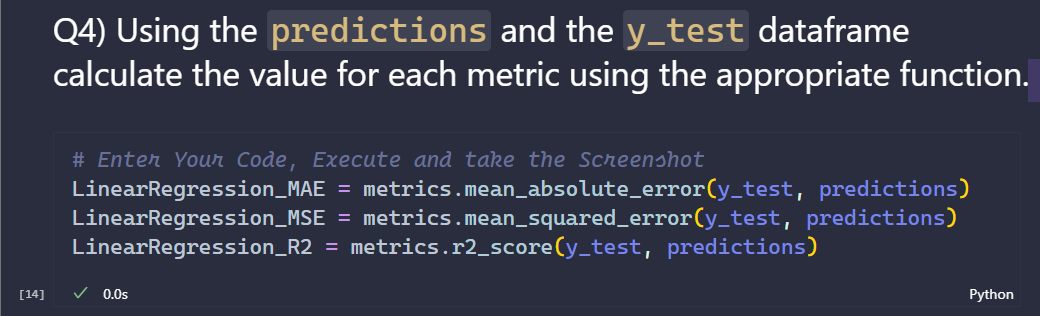 Q4) Using the predictions and the y_test dataframe
calculate the value for each metric using the appropriate function.
# Enter Your Code, Execute and take the Screenshot
LinearRegression_MAE = metrics.mean_absolute_error(y_test, predictions)
LinearRegression_MSE = metrics.mean_squared_error(y_test, predictions)
LinearRegression_R2 = metrics.r2_score(y_test, predictions)
[14] ✓ 0.0s Python